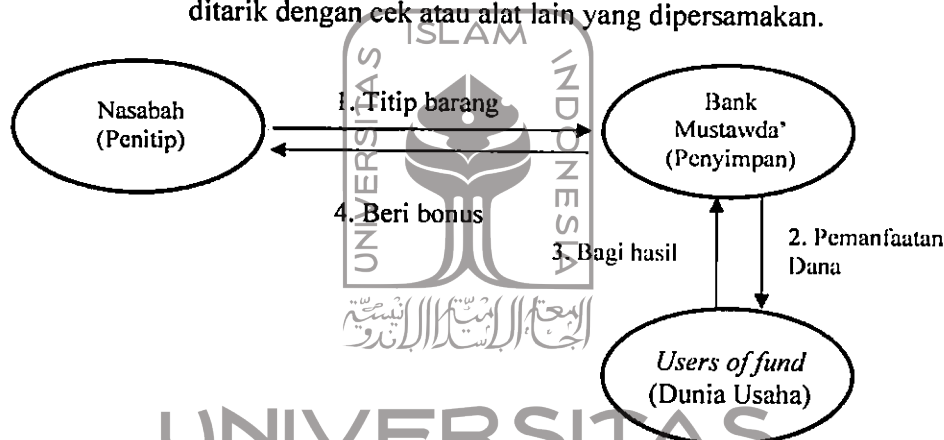 ditarik dengan cek atau alat lain yang dipersamakan.
Nasabah
(Penitip)
1. Titip barang
4. Beri bonus
Bank
Mustawda'
(Penyimpan)
3. Bagi hasil
2. Pemanfaatan
Dana
Users of fund
(Dunia Usaha)
ISLAM
UNIVERSITAS
INDONESIA
UNIVERSITAS